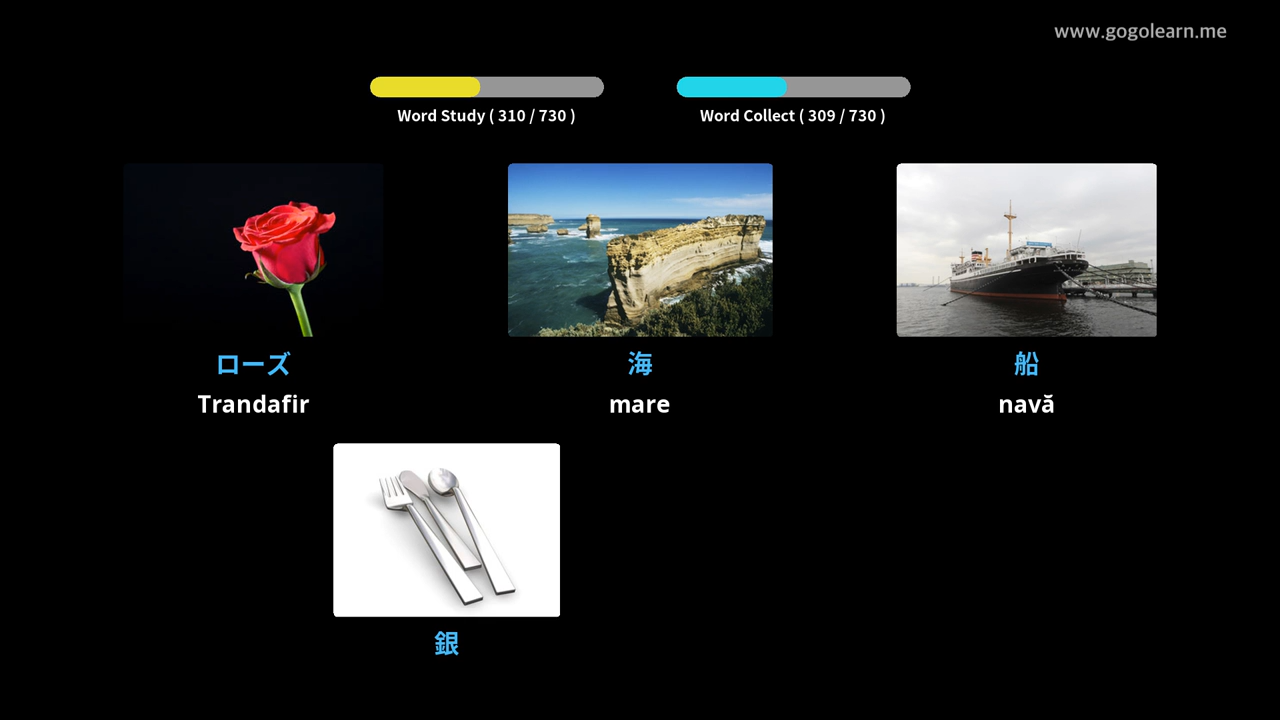 www.gogolearn.me
Word Study ( 310 / 730 )
Word Collect ( 309 / 730 )
ローズ
Trandafir
海
mare
船
navă
銀